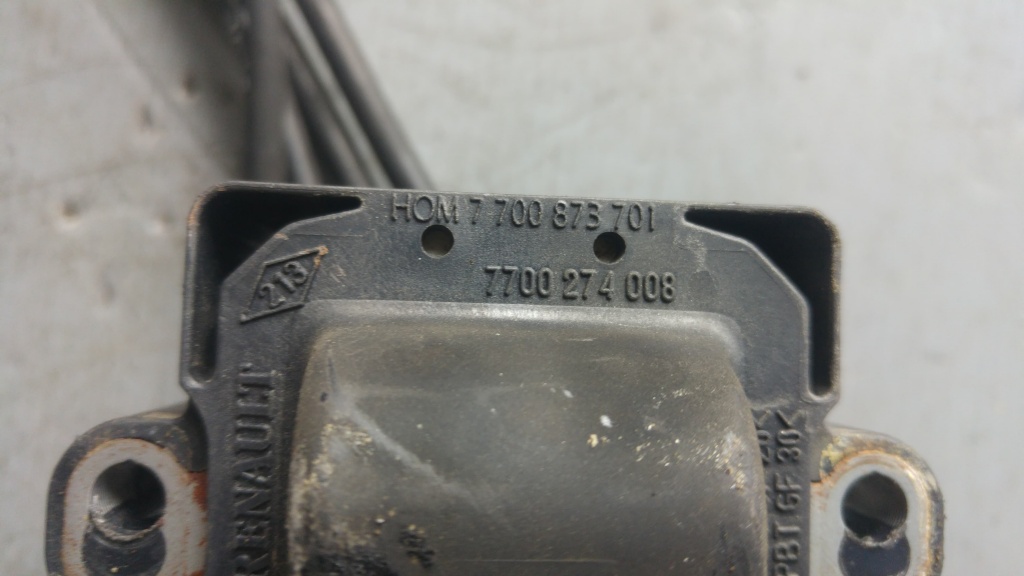 HOM 7 700 873 701
7700 274 008
213
RENAULT
PBT GF 30<